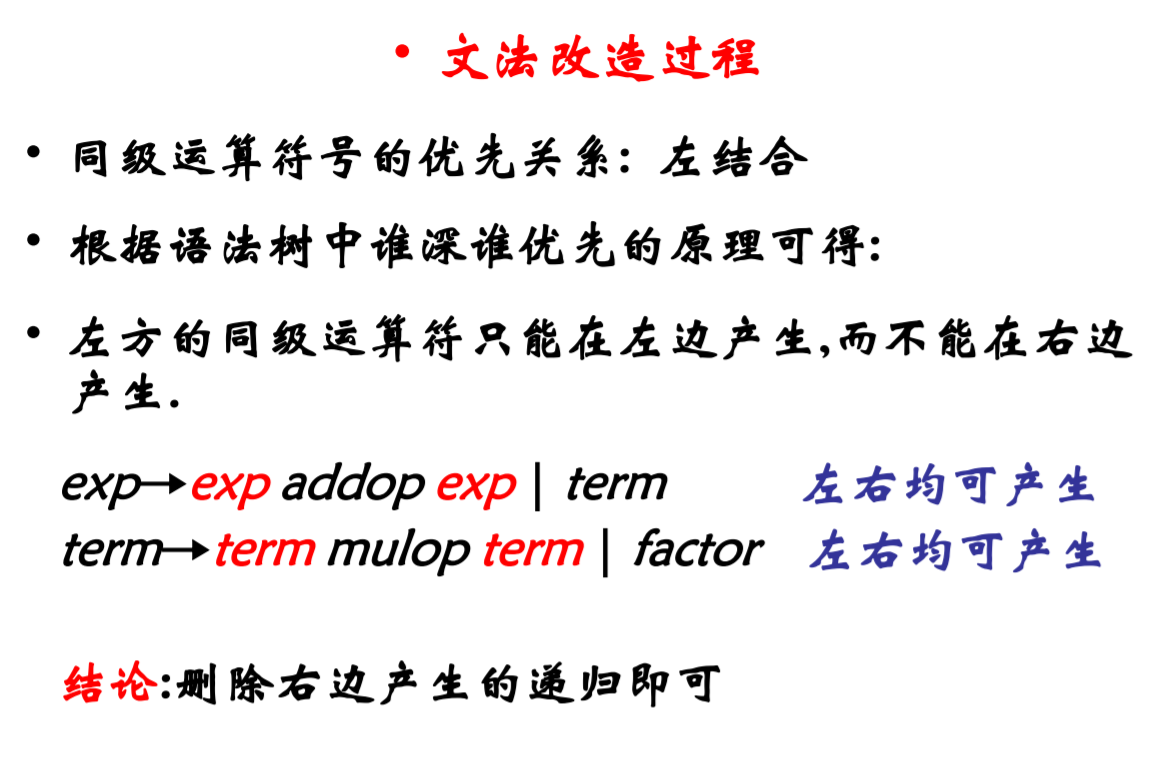 • 文法改造过程
• 同级运算符号的优先关系: 左结合
• 根据语法树中谁深谁优先的原理可得:
• 左方的同级运算符只能在左边产生,而不能在右边
产生.
exp→exp addop exp | term 左右均可产生
term→term mulop term | factor 左右均可产生
结论:删除右边产生的递归即可